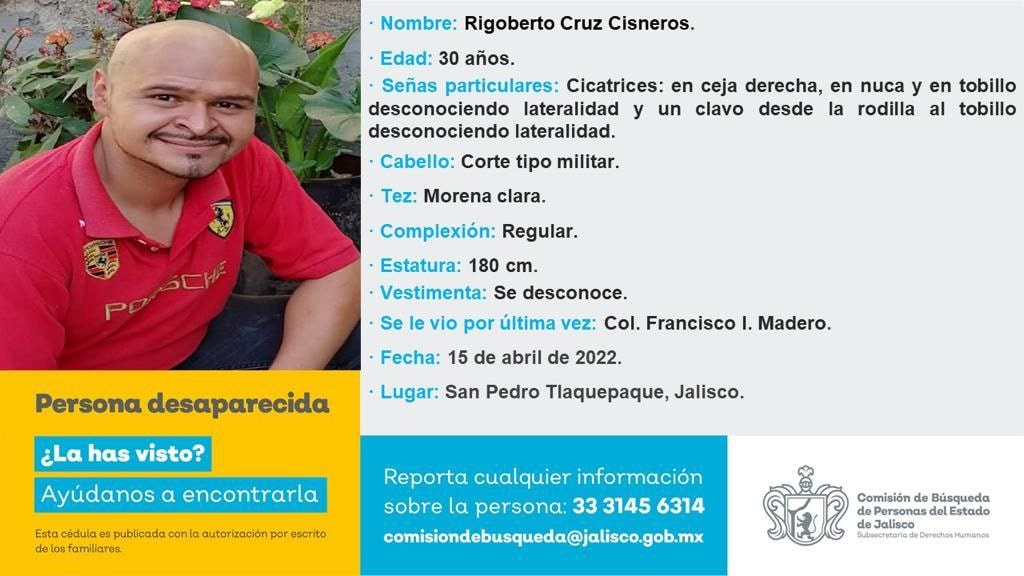 · Nombre: Rigoberto Cruz Cisneros.
· Edad: 30 años.
· Señas particulares: Cicatrices: en ceja derecha, en nuca y en tobillo
desconociendo lateralidad y un clavo desde la rodilla al tobillo
desconociendo lateralidad.
· Cabello: Corte tipo militar.
· Tez: Morena clara.
· Complexión: Regular.
· Estatura: 180 cm.
· Vestimenta: Se desconoce.
· Se le vio por última vez: Col. Francisco I. Madero.
· Fecha: 15 de abril de 2022.
· Lugar: San Pedro Tlaquepaque, Jalisco.
PORSCHE
PORSCHE
Persona desaparecida
¿La has visto?
Ayúdanos a encontrarla
Esta cédula es publicada con la autorización por escrito
de los familiares.
Reporta cualquier información
sobre la persona: 33 3145 6314
comisiondebusqueda@jalisco.gob.mx
Comisión de Búsqueda
de Personas del Estado
de Jalisco
Subsecretaría de Derechos Humanos